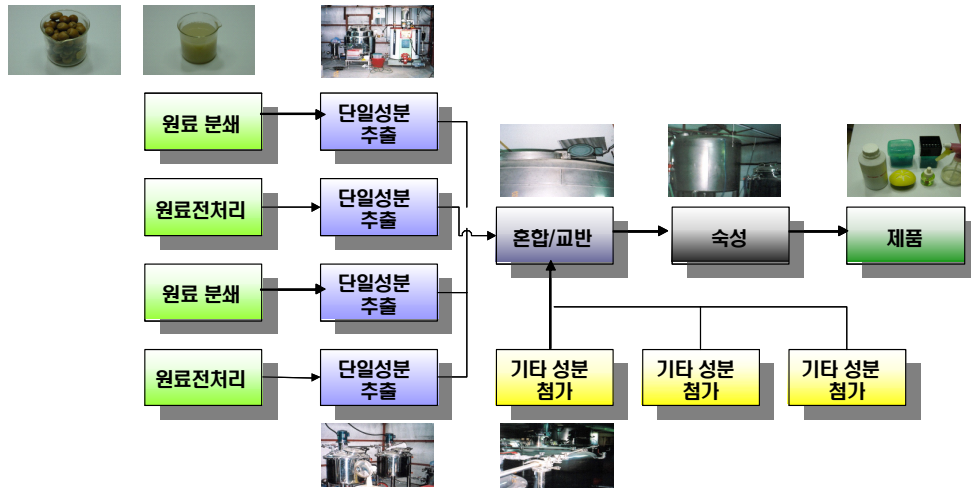 원료 분쇄
단일성분
추출
원료전처리
단일성분
추출
혼합/교반
숙성
제품
원료 분쇄
단일성분
추출
원료전처리
단일성분
추출
기타 성분
첨가
기타 성분
첨가
기타 성분
첨가